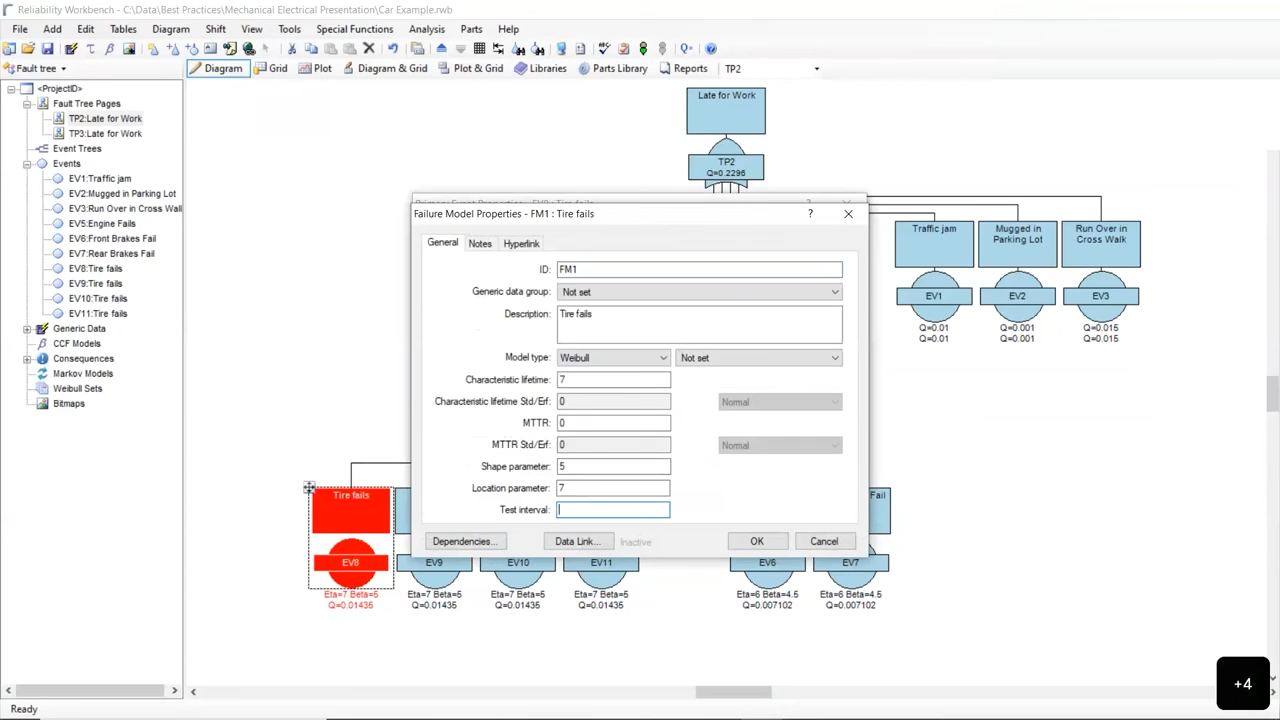 Reliability Workbench - C:\Data\Best Practices\Mechanical Electrical Presentation\Car Example.rwb
File Add Edit Tables Diagram Shift View Tools Special Functions Analysis Parts Help
Fault tree
Diagram Grid Plot Diagram & Grid Plot & Grid Libraries Parts Library Reports TP2
<ProjectID>
Fault Tree Pages
TP2:Late for Work
TP3:Late for Work
Event Trees
Events
EV1:Traffic jam
EV2:Mugged in Parking Lot
EV3:Run Over in Cross Wall
EV5:Engine Fails
EV6:Front Brakes Fail
EV7:Rear Brakes Fail
EV8:Tire fails
EV9:Tire fails
EV10:Tire fails
EV11:Tire fails
Generic Data
CCF Models
Consequences
Markov Models
Weibull Sets
Bitmaps
Late for Work
TP2
Q=0.2296
Failure Model Properties - FM1 : Tire fails ?
General Notes Hyperlink
ID: FM1
Generic data group: Not set
Description: Tire fails
Model type: Weibull Not set
Characteristic lifetime: 7
Characteristic lifetime Std/Erf: 0 Normal
MTTR: 0
MTTR Std/Erf: 0 Normal
Shape parameter: 5
Location parameter: 7
Test interval:
Dependencies... Data Link... Inactive OK Cancel
Traffic jam
EV1
Q=0.01
Q=0.01
Mugged in
Parking Lot
EV2
Q=0.001
Q=0.001
Run Over in
Cross Walk
EV3
Q=0.015
Q=0.015
Tire fails
EV8
Eta=7 Beta=5
Q=0.01435
EV9
Eta=7 Beta=5
Q=0.01435
EV10
Eta=7 Beta=5
Q=0.01435
EV11
Eta=7 Beta=5
Q=0.01435
EV6
Eta=6 Beta=4.5
Q=0.007102
Fail
EV7
Eta=6 Beta=4.5
Q=0.007102
+4
Ready